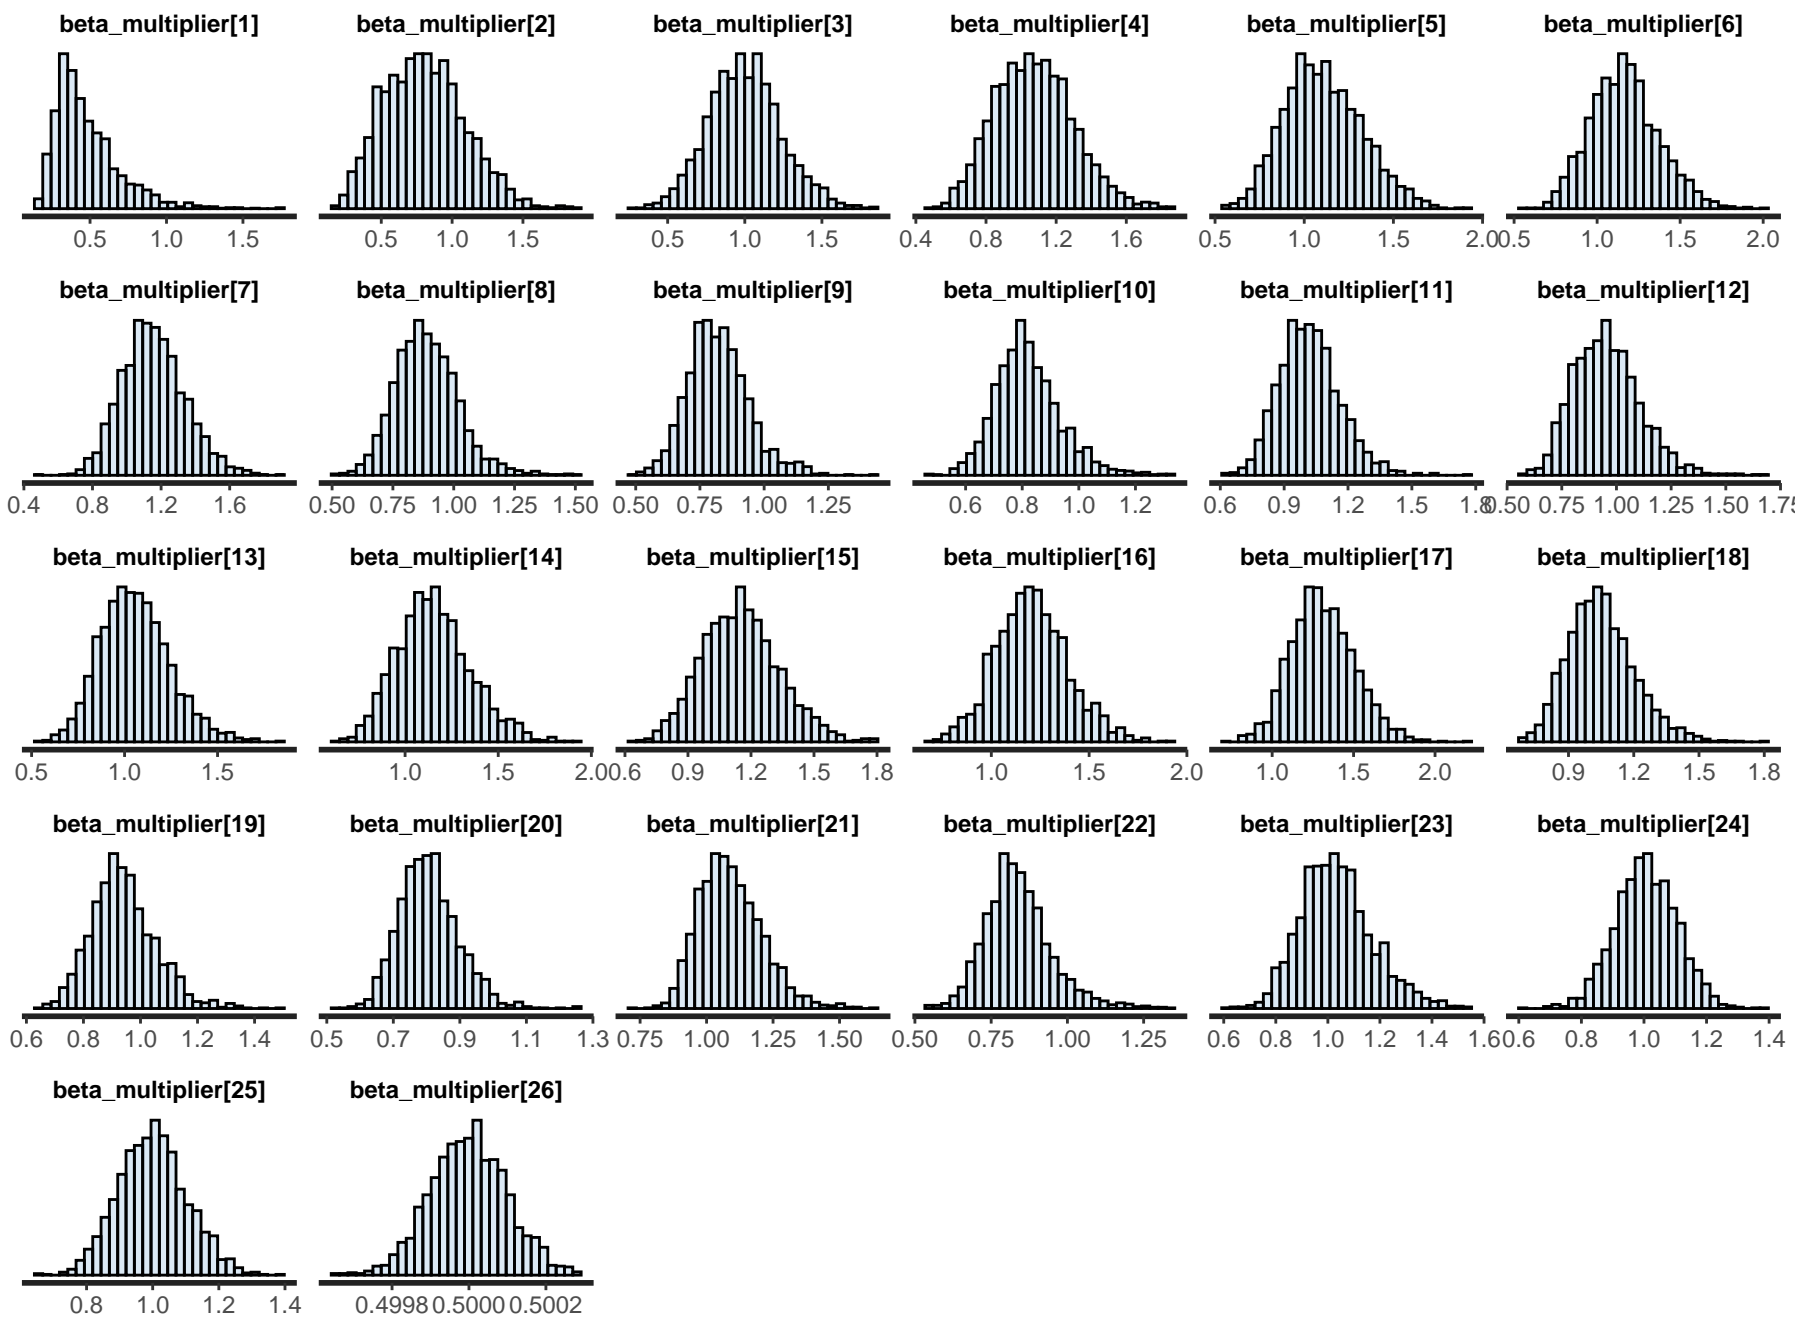 beta_multiplier[1] beta_multiplier[2] beta_multiplier[3] beta_multiplier[4] beta_multiplier[5] beta_multiplier[6]
0.5 1.0 1.5 0.5 1.0 1.5 0.5 1.0 1.5 0.4 0.8 1.2 1.6 0.5 1.0 1.5 2.0 0.5 1.0 1.5 2.0
beta_multiplier[7] beta_multiplier[8] beta_multiplier[9] beta_multiplier[10] beta_multiplier[11] beta_multiplier[12]
0.4 0.8 1.2 1.6 0.50 0.75 1.00 1.25 1.50 0.50 0.75 1.00 1.25 0.6 0.8 1.0 1.2 0.6 0.9 1.2 1.5 1.8 0.50 0.75 1.00 1.25 1.50 1.75
beta_multiplier[13] beta_multiplier[14] beta_multiplier[15] beta_multiplier[16] beta_multiplier[17] beta_multiplier[18]
0.5 1.0 1.5 1.0 1.5 2.0 0.6 0.9 1.2 1.5 1.8 1.0 1.5 2.0 1.0 1.5 2.0 0.9 1.2 1.5 1.8
beta_multiplier[19] beta_multiplier[20] beta_multiplier[21] beta_multiplier[22] beta_multiplier[23] beta_multiplier[24]
0.6 0.8 1.0 1.2 1.4 0.5 0.7 0.9 1.1 1.3 0.75 1.00 1.25 1.50 0.50 0.75 1.00 1.25 0.6 0.8 1.0 1.2 1.4 1.6 0.6 0.8 1.0 1.2 1.4
beta_multiplier[25] beta_multiplier[26]
0.8 1.0 1.2 1.4 0.4998 0.5000 0.5002